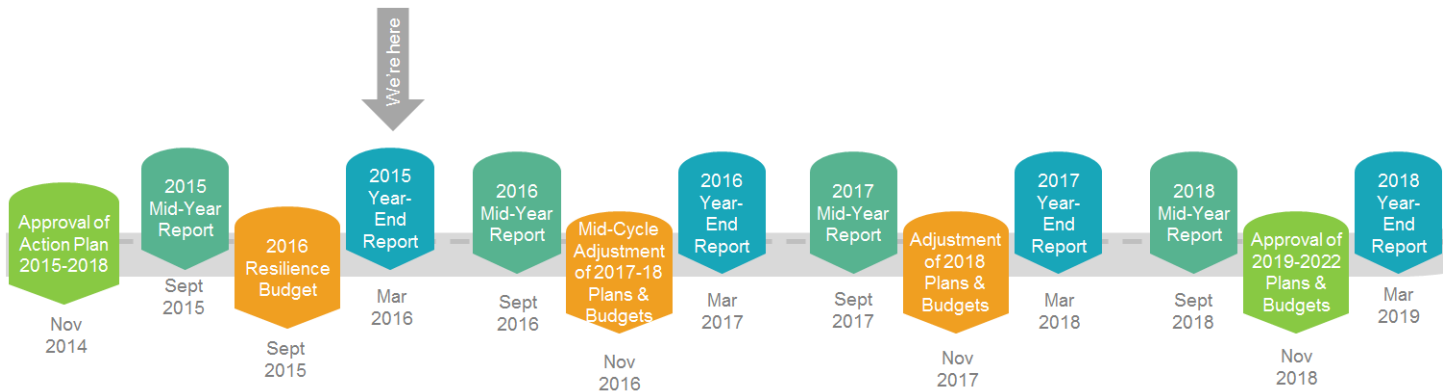 We're here
Approval of
Action Plan
2015-2018
Nov
2014
2015
Mid-Year
Report
Sept
2015
2016
Resilience
Budget
Sept
2015
2015
Year-
End
Report
Mar
2016
2016
Mid-Year
Report
Sept
2016
Mid-Cycle
Adjustment
of 2017-18
Plans &
Budgets
Nov
2016
2016
Year-
End
Report
Mar
2017
2017
Mid-Year
Report
Sept
2017
Adjustment
of 2018
Plans &
Budgets
Nov
2017
2017
Year-
End
Report
Mar
2018
2018
Mid-Year
Report
Sept
2018
Approval of
2019-2022
Plans &
Budgets
Nov
2018
2018
Year-
End
Report
Mar
2019